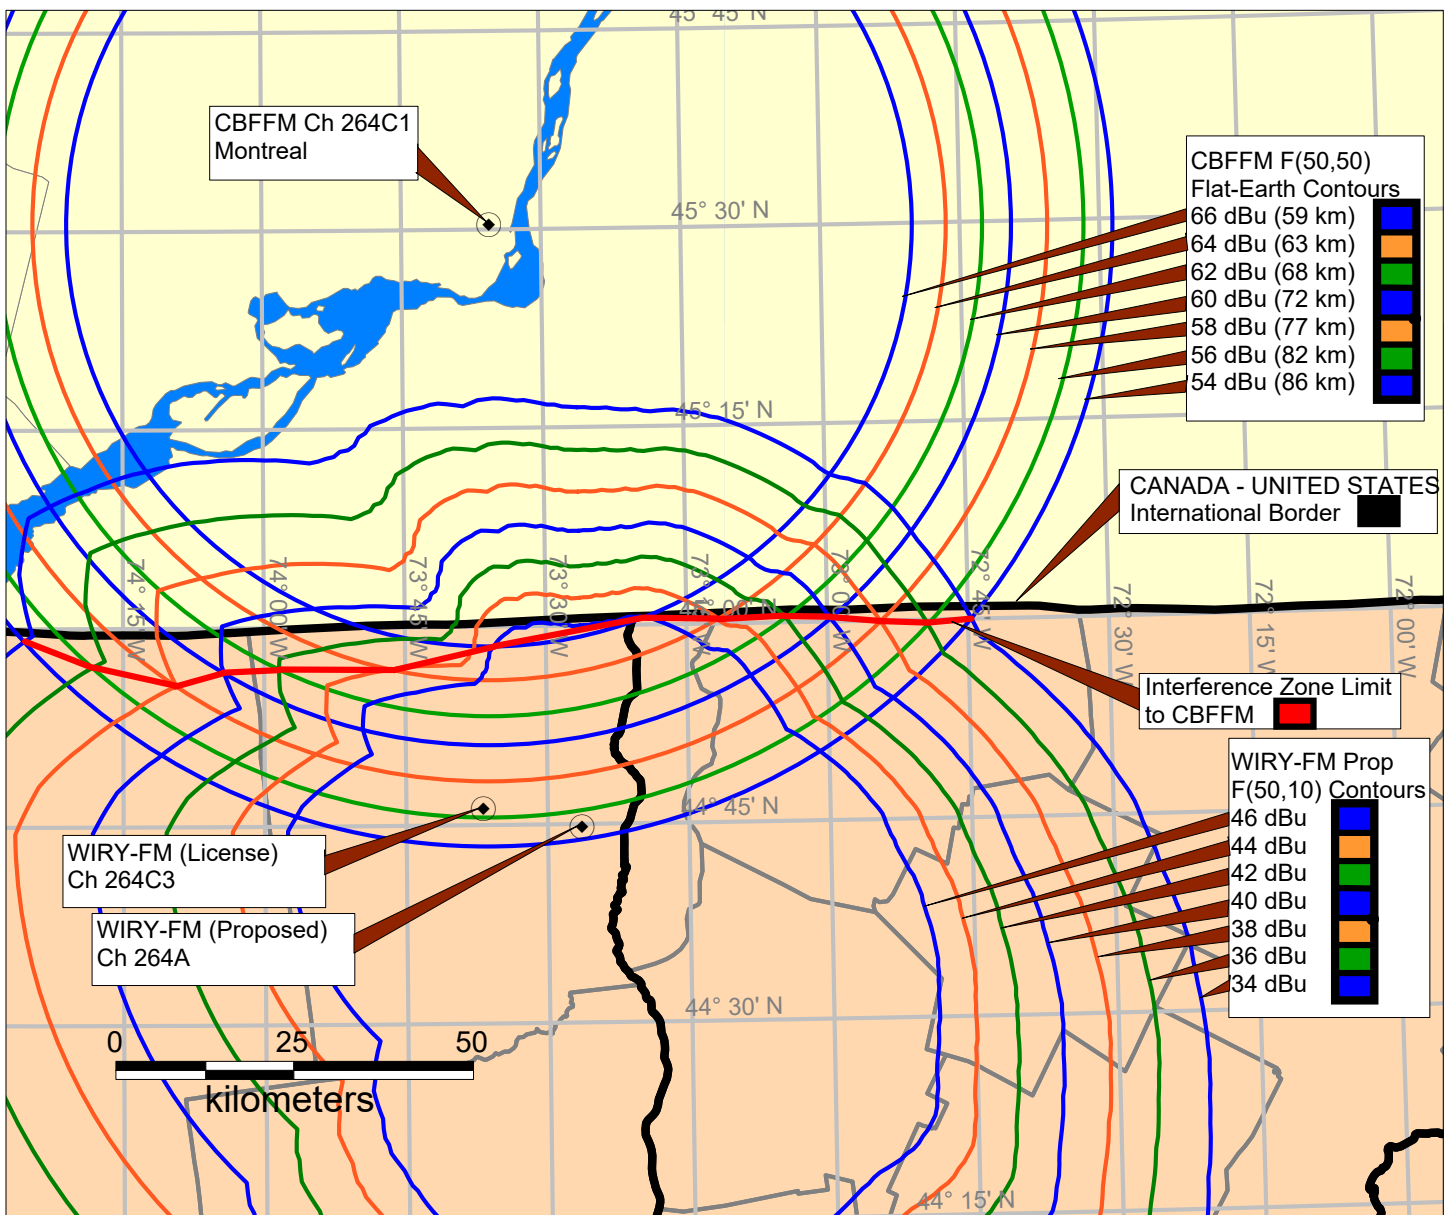 45° 45' N
CBFFM Ch 264C1
Montreal
CBFFM F(50,50)
Flat-Earth Contours
66 dBu (59 km)
64 dBu (63 km)
62 dBu (68 km)
60 dBu (72 km)
58 dBu (77 km)
56 dBu (82 km)
54 dBu (86 km)
45° 30' N
45° 15' N
CANADA - UNITED STATES
International Border
74° 15' W
74° 00' W
73° 45' W
73° 30' W
73° 15' W
73° 00' W
72° 45' W
72° 30' W
72° 15' W
72° 00' W
Interference Zone Limit
to CBFFM
WIRY-FM Prop
F(50,10) Contours
46 dBu
44 dBu
42 dBu
40 dBu
38 dBu
36 dBu
34 dBu
44° 45' N
WIRY-FM (License)
Ch 264C3
WIRY-FM (Proposed)
Ch 264A
44° 30' N
0 25 50
kilometers
44° 15' N